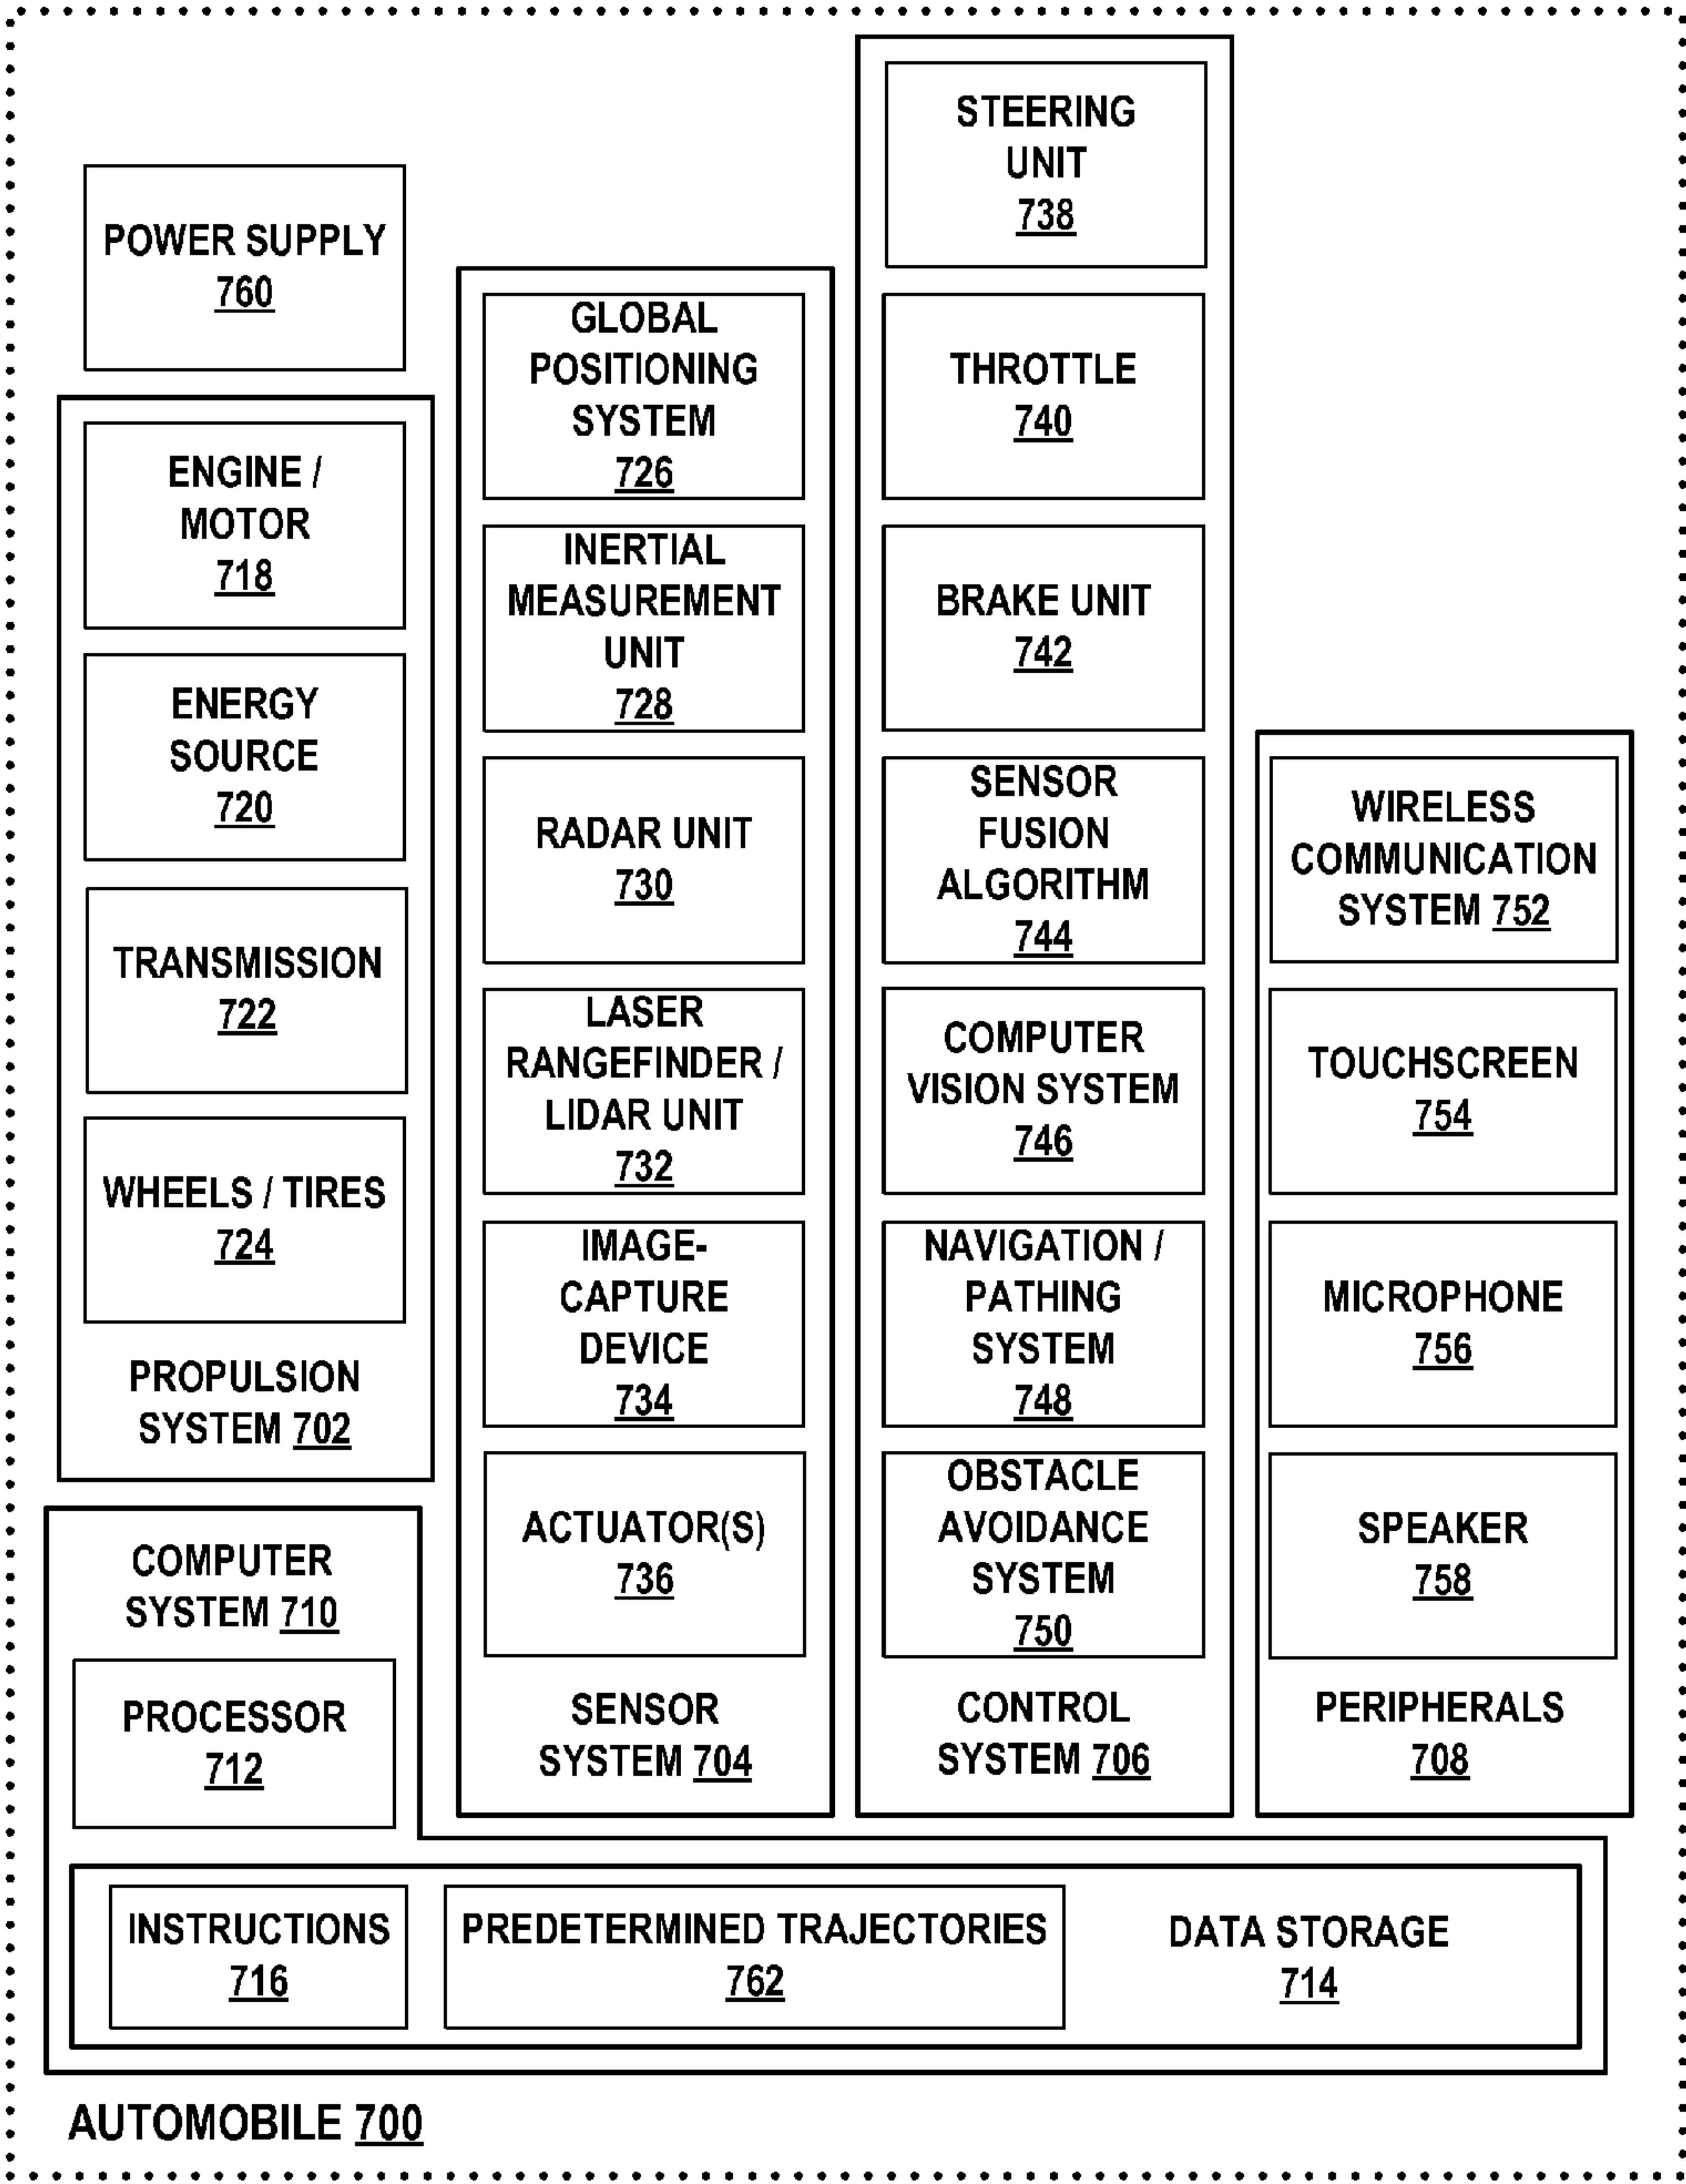 POWER SUPPLY
760
ENGINE /
MOTOR
718
ENERGY
SOURCE
720
TRANSMISSION
722
WHEELS / TIRES
724
PROPULSION
SYSTEM 702
GLOBAL
POSITIONING
SYSTEM
726
INERTIAL
MEASUREMENT
UNIT
728
RADAR UNIT
730
LASER
RANGEFINDER /
LIDAR UNIT
732
IMAGE-
CAPTURE
DEVICE
734
ACTUATOR(S)
736
SENSOR
SYSTEM 704
STEERING
UNIT
738
THROTTLE
740
BRAKE UNIT
742
SENSOR
FUSION
ALGORITHM
744
COMPUTER
VISION SYSTEM
746
NAVIGATION /
PATHING
SYSTEM
748
OBSTACLE
AVOIDANCE
SYSTEM
750
CONTROL
SYSTEM 706
WIRELESS
COMMUNICATION
SYSTEM 752
TOUCHSCREEN
754
MICROPHONE
756
SPEAKER
758
PERIPHERALS
708
COMPUTER
SYSTEM 710
PROCESSOR
712
INSTRUCTIONS
716
PREDETERMINED TRAJECTORIES
762
DATA STORAGE
714
AUTOMOBILE 700